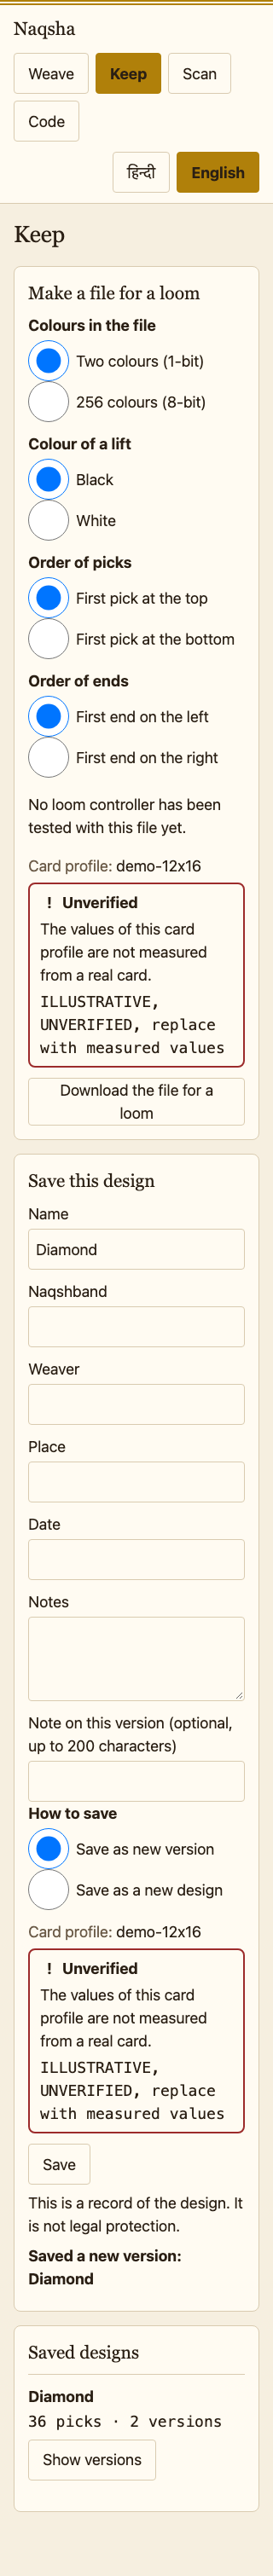 Naqsha
Weave
Keep
Scan
Code
हिन्दी
English
Keep
Make a file for a loom
Colours in the file
Two colours (1-bit)
256 colours (8-bit)
Colour of a lift
Black
White
Order of picks
First pick at the top
First pick at the bottom
Order of ends
First end on the left
First end on the right
No loom controller has been
tested with this file yet.
Card profile: demo-12x16
! Unverified
The values of this card
profile are not measured
from a real card.
ILLUSTRATIVE,
UNVERIFIED, replace
with measured values
Download the file for a
loom
Save this design
Name
Diamond
Naqshband
Weaver
Place
Date
Notes
Note on this version (optional,
up to 200 characters)
How to save
Save as new version
Save as a new design
Card profile: demo-12x16
! Unverified
The values of this card
profile are not measured
from a real card.
ILLUSTRATIVE,
UNVERIFIED, replace
with measured values
Save
This is a record of the design. It
is not legal protection.
Saved a new version:
Diamond
Saved designs
Diamond
36 picks · 2 versions
Show versions